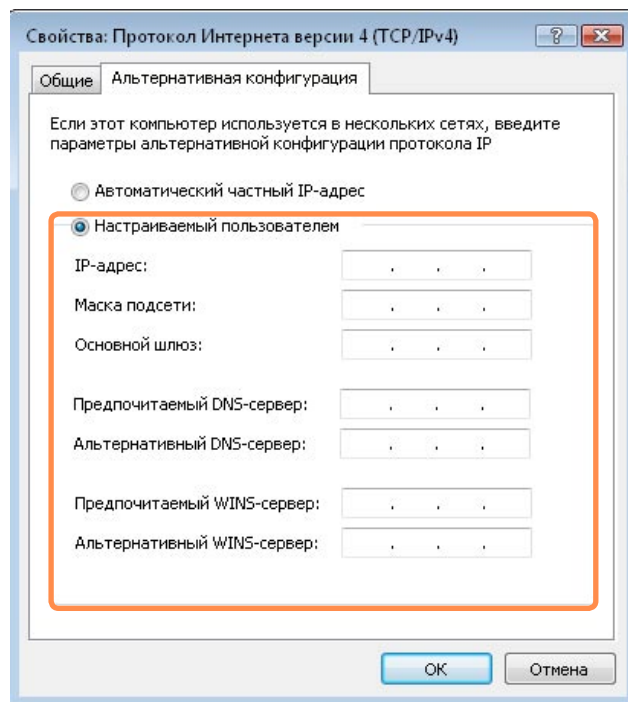 Свойства: Протокол Интернета версии 4 (TCP/IPv4)
Общие
Альтернативная конфигурация
Если этот компьютер используется в нескольких сетях, введите
параметры альтернативной конфигурации протокола IP
Автоматический частный IP-адрес
Настраиваемый пользователем
IP-адрес:
Маска подсети:
Основной шлюз:
Предпочитаемый DNS-сервер:
Альтернативный DNS-сервер:
Предпочитаемый WINS-сервер:
Альтернативный WINS-сервер:
ОК
Отмена